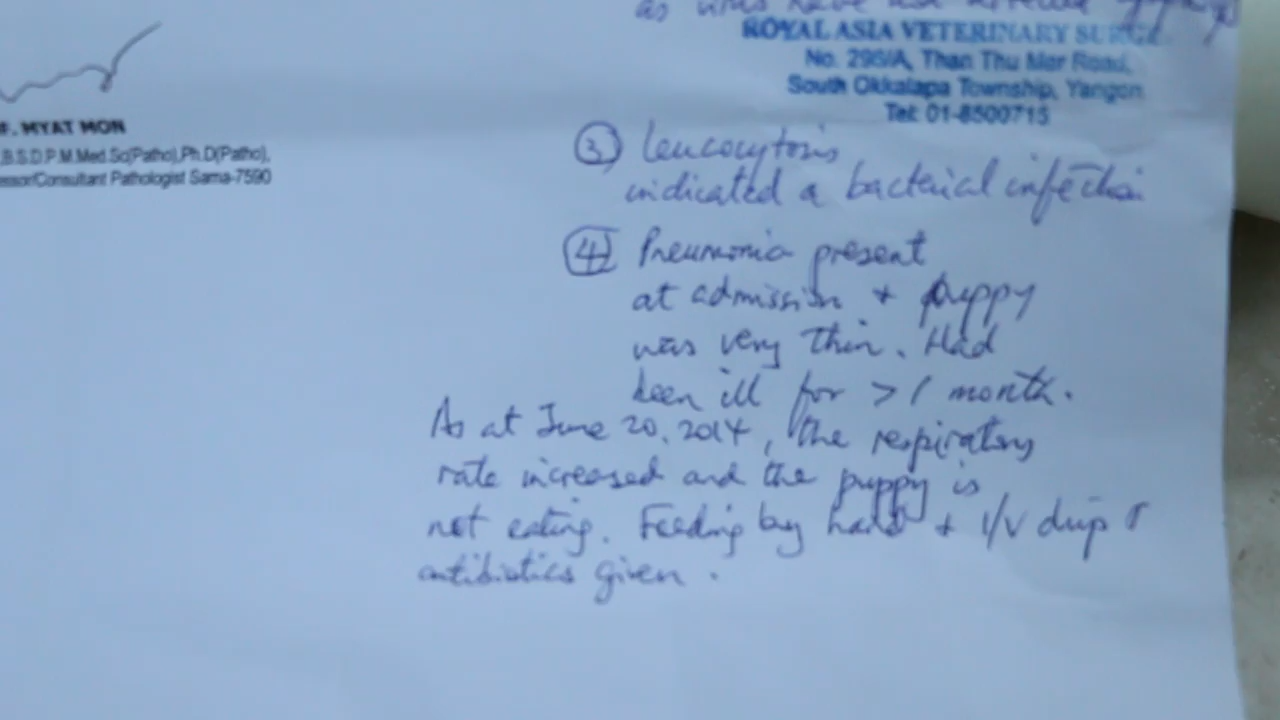 as
ROYAL ASIA VETERINARY SURGE
No. 296/A, Than Thu Mar Road,
South Okkalapa Township, Yangon
Tel: 01-8500715
F. MYAT MON
,B.S.D.P.M.Med.Sc(Patho),Ph.D(Patho),
essor/Consultant Pathologist Sama-7590
3 Leucocytosis
indicated a bacterial infection
4 Pneumonia present
at admission + puppy
was very thin. Had
been ill for > 1 month.
As at June 20, 2014, the respiratory
rate increased and the puppy is
not eating. Feeding by hand + I/V drip
antibiotics given.